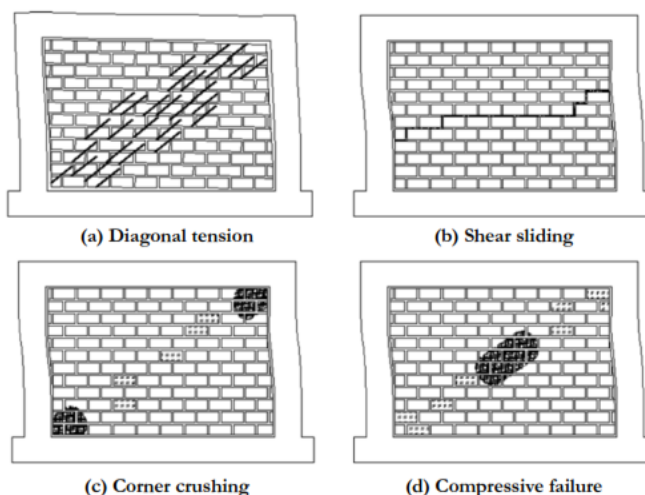 (a) Diagonal tension
(b) Shear sliding
(c) Corner crushing
(d) Compressive failure